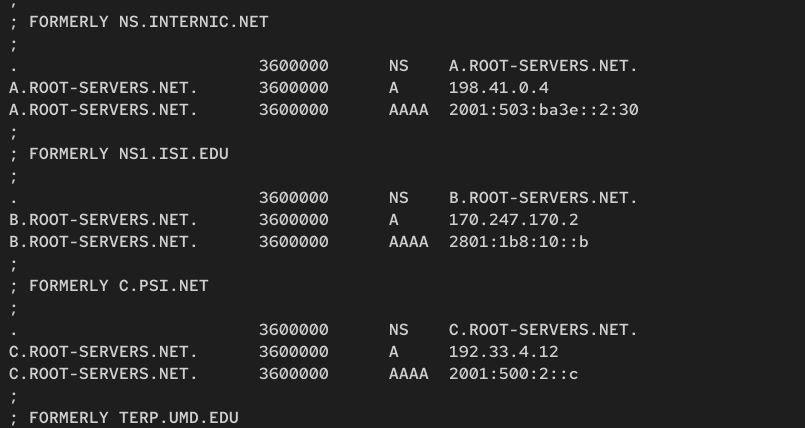 ;
; FORMERLY NS.INTERNIC.NET
;
.                        3600000      NS    A.ROOT-SERVERS.NET.
A.ROOT-SERVERS.NET.      3600000      A     198.41.0.4
A.ROOT-SERVERS.NET.      3600000      AAAA  2001:503:ba3e::2:30
;
; FORMERLY NS1.ISI.EDU
;
.                        3600000      NS    B.ROOT-SERVERS.NET.
B.ROOT-SERVERS.NET.      3600000      A     170.247.170.2
B.ROOT-SERVERS.NET.      3600000      AAAA  2801:1b8:10::b
;
; FORMERLY C.PSI.NET
;
.                        3600000      NS    C.ROOT-SERVERS.NET.
C.ROOT-SERVERS.NET.      3600000      A     192.33.4.12
C.ROOT-SERVERS.NET.      3600000      AAAA  2001:500:2::c
;
; FORMERLY TERP.UMD.EDU